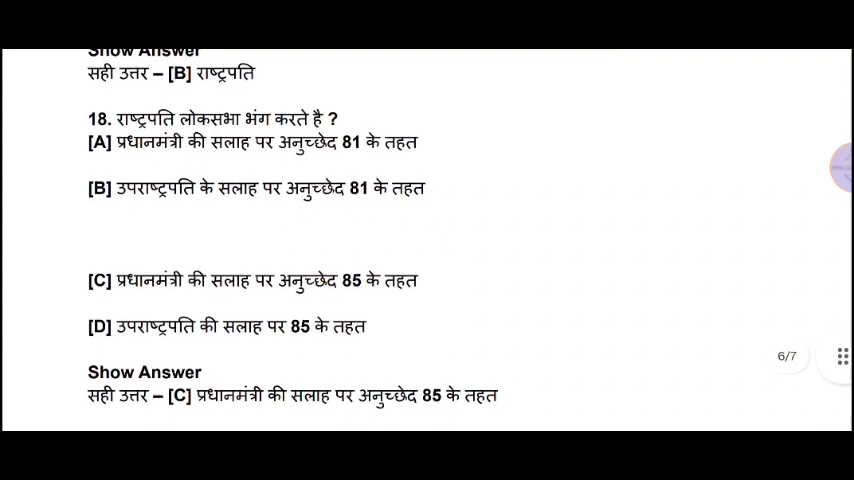 Show Answer
सही उत्तर – [B] राष्ट्रपति
18. राष्ट्रपति लोकसभा भंग करते है ?
[A] प्रधानमंत्री की सलाह पर अनुच्छेद 81 के तहत
[B] उपराष्ट्रपति के सलाह पर अनुच्छेद 81 के तहत
[C] प्रधानमंत्री की सलाह पर अनुच्छेद 85 के तहत
[D] उपराष्ट्रपति की सलाह पर 85 के तहत
6/7
Show Answer
सही उत्तर – [C] प्रधानमंत्री की सलाह पर अनुच्छेद 85 के तहत